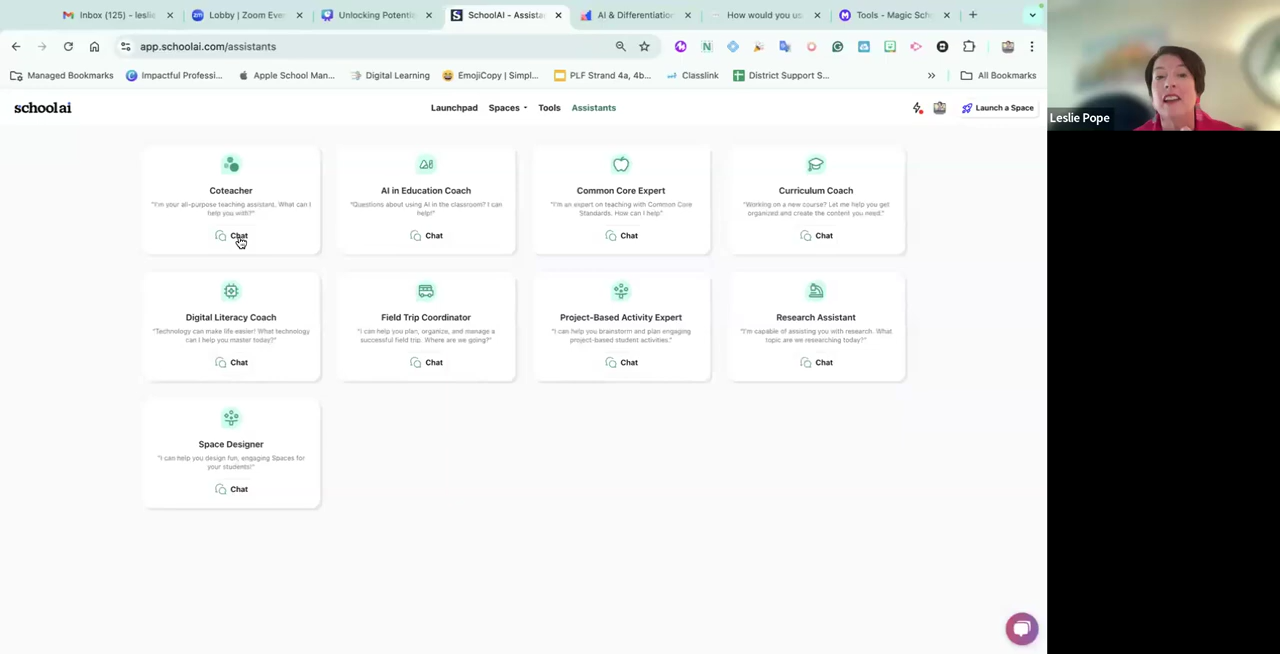 Inbox (125) - leslie
Lobby | Zoom Eve
Unlocking Potenti
SchoolAI - Assista
AI & Differentiatio
How would you us
Tools - Magic Sch
app.schoolai.com/assistants
Managed Bookmarks
Impactful Professi...
Apple School Man...
Digital Learning
EmojiCopy | Simpl...
PLF Strand 4a, 4b...
Classlink
District Support S...
»
All Bookmarks
school ai
Launchpad
Spaces
Tools
Assistants
Launch a Space
Leslie Pope
Coteacher
"I'm your all-purpose teaching assistant. What can I
help you with?"
Chat
AI in Education Coach
"Questions about using AI in the classroom? I can
help!"
Chat
Common Core Expert
"I'm an expert on teaching with Common Core
Standards. How can I help"
Chat
Curriculum Coach
"Working on a new course? Let me help you get
organized and create the content you need."
Chat
Digital Literacy Coach
"Technology can make life easier! What technology
can I help you master today?"
Chat
Field Trip Coordinator
"I can help you plan, organize, and manage a
successful field trip. Where are we going?"
Chat
Project-Based Activity Expert
"I can help you brainstorm and plan engaging
project-based student activities."
Chat
Research Assistant
"I'm capable of assisting you with research. What
topic are we researching today?"
Chat
Space Designer
"I can help you design fun, engaging Spaces for
your students!"
Chat